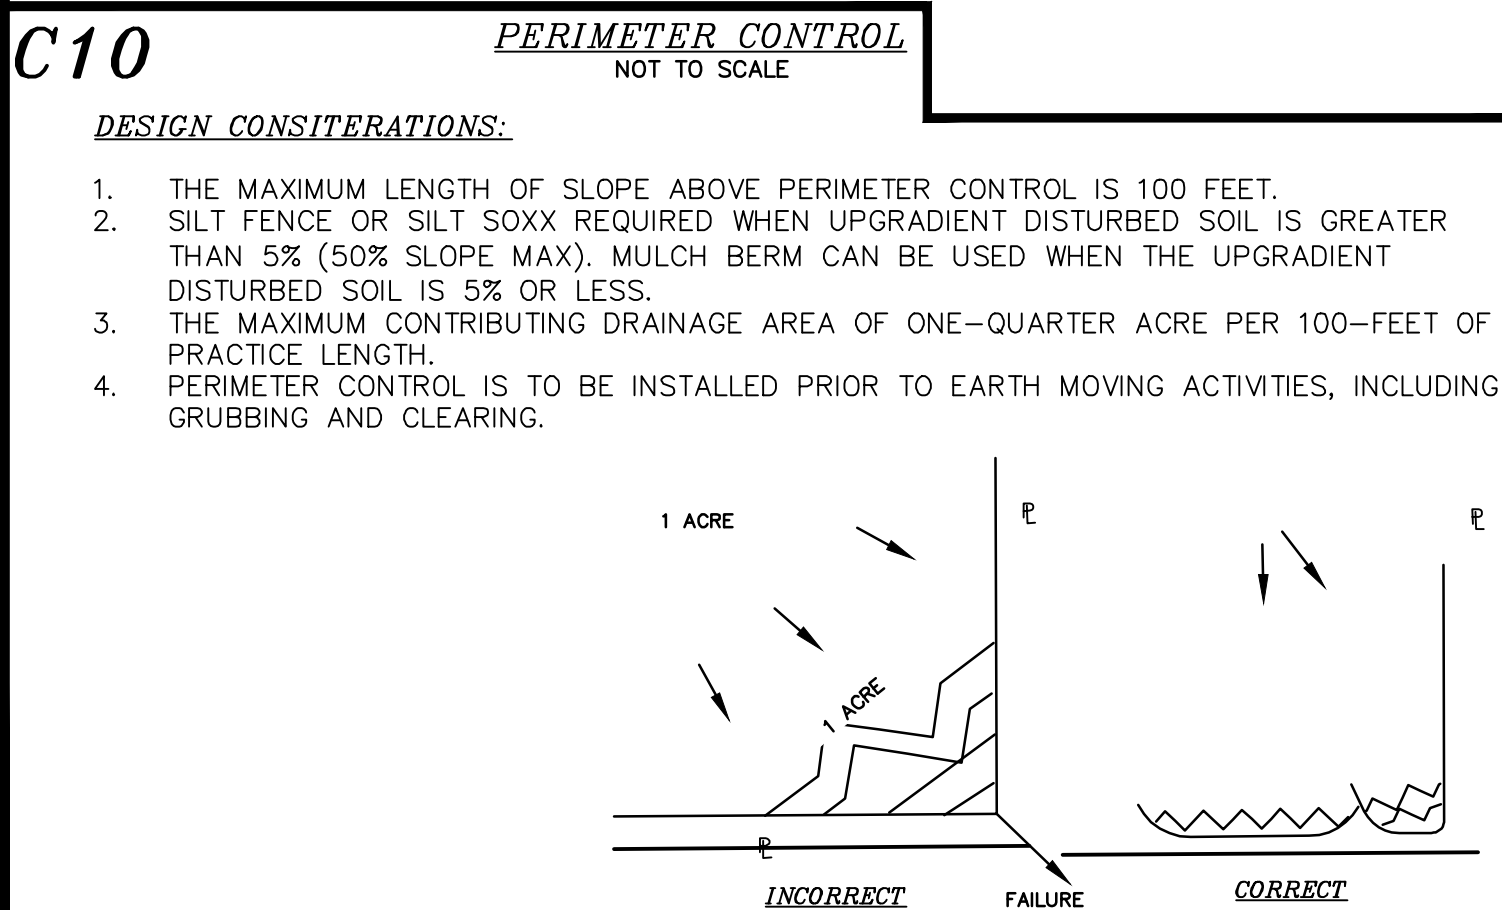 C10
PERIMETER CONTROL
NOT TO SCALE
DESIGN CONSITERATIONS:
1. THE MAXIMUM LENGTH OF SLOPE ABOVE PERIMETER CONTROL IS 100 FEET.
2. SILT FENCE OR SILT SOXX REQUIRED WHEN UPGRADIENT DISTURBED SOIL IS GREATER
THAN 5% (50% SLOPE MAX). MULCH BERM CAN BE USED WHEN THE UPGRADIENT
DISTURBED SOIL IS 5% OR LESS.
3. THE MAXIMUM CONTRIBUTING DRAINAGE AREA OF ONE-QUARTER ACRE PER 100-FEET OF
PRACTICE LENGTH.
4. PERIMETER CONTROL IS TO BE INSTALLED PRIOR TO EARTH MOVING ACTIVITIES, INCLUDING
GRUBBING AND CLEARING.
1 ACRE
PL
PL
1 ACRE
PL
INCORRECT
FAILURE
CORRECT